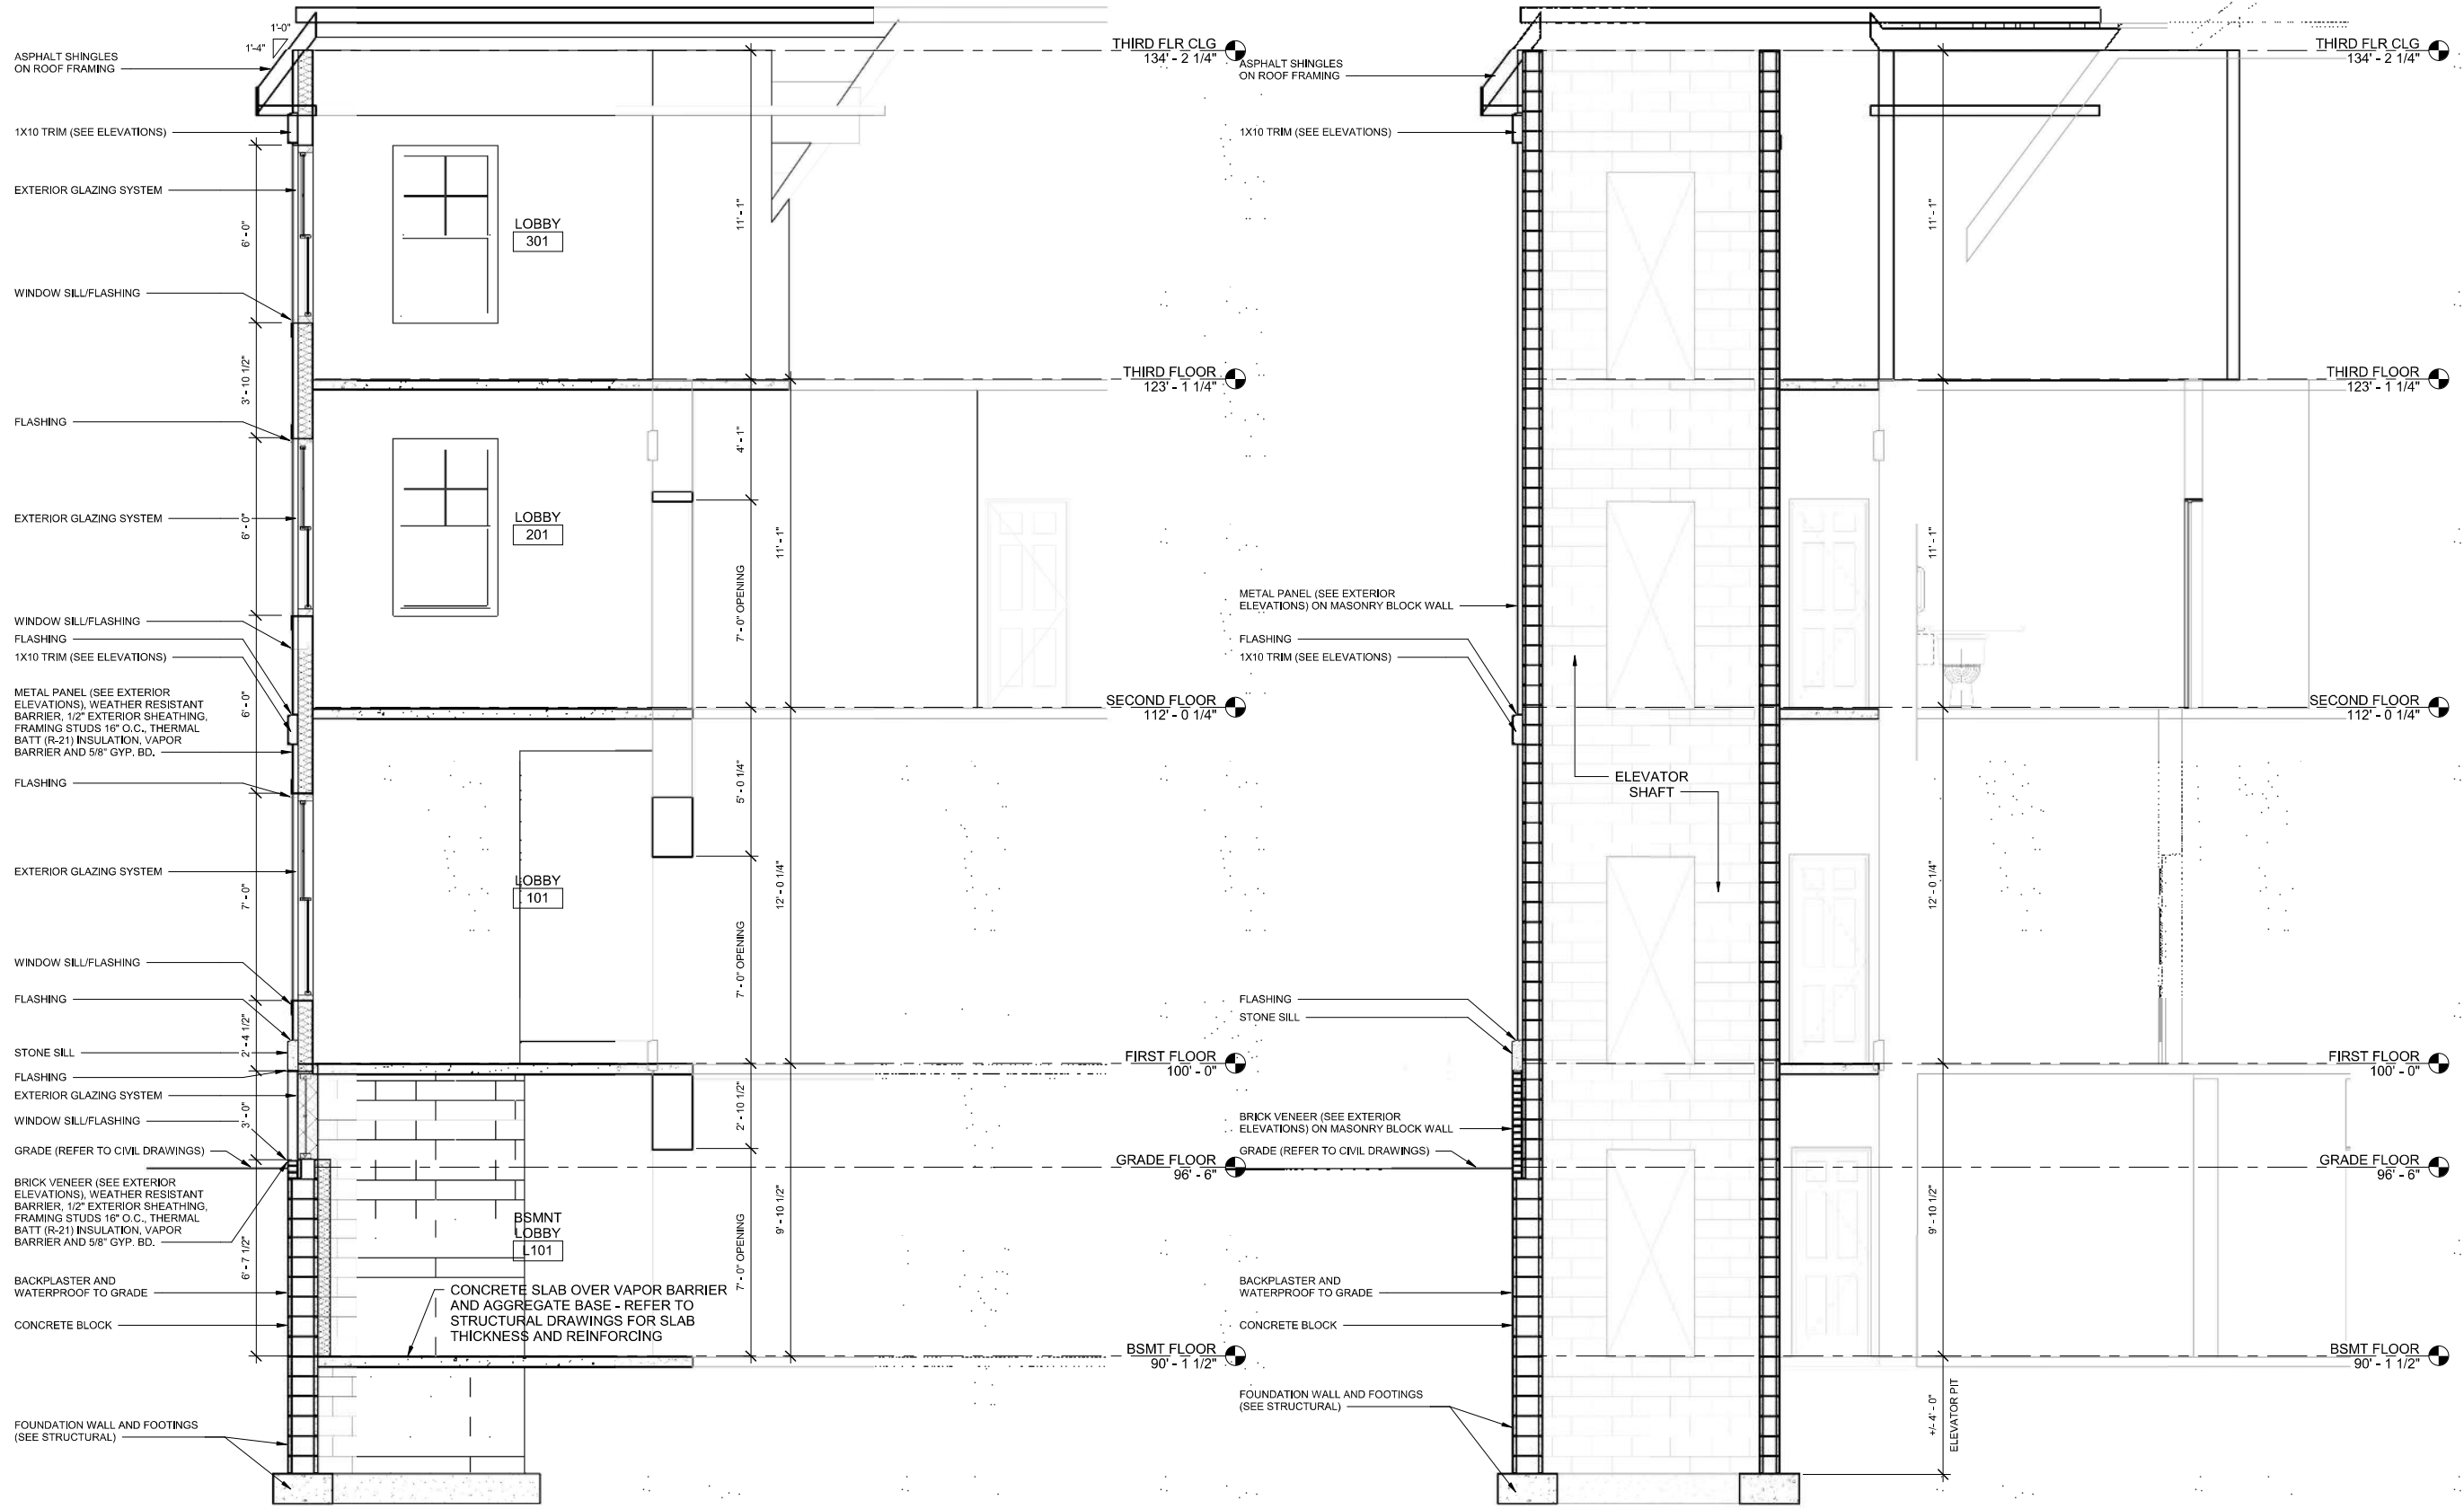 1'-0"
1'-4"
ASPHALT SHINGLES
ON ROOF FRAMING
1X10 TRIM (SEE ELEVATIONS)
EXTERIOR GLAZING SYSTEM
WINDOW SILL/FLASHING
FLASHING
EXTERIOR GLAZING SYSTEM
WINDOW SILL/FLASHING
FLASHING
1X10 TRIM (SEE ELEVATIONS)
METAL PANEL (SEE EXTERIOR
ELEVATIONS), WEATHER RESISTANT
BARRIER, 1/2" EXTERIOR SHEATHING,
FRAMING STUDS 16" O.C., THERMAL
BATT (R-21) INSULATION, VAPOR
BARRIER AND 5/8" GYP. BD.
FLASHING
EXTERIOR GLAZING SYSTEM
WINDOW SILL/FLASHING
FLASHING
STONE SILL
FLASHING
EXTERIOR GLAZING SYSTEM
WINDOW SILL/FLASHING
GRADE (REFER TO CIVIL DRAWINGS)
BRICK VENEER (SEE EXTERIOR
ELEVATIONS), WEATHER RESISTANT
BARRIER, 1/2" EXTERIOR SHEATHING,
FRAMING STUDS 16" O.C., THERMAL
BATT (R-21) INSULATION, VAPOR
BARRIER AND 5/8" GYP. BD.
BACKPLASTER AND
WATERPROOF TO GRADE
CONCRETE BLOCK
FOUNDATION WALL AND FOOTINGS
(SEE STRUCTURAL)
6' - 0"
3' - 10 1/2"
6' - 0"
6' - 0"
7' - 0"
2' - 4 1/2"
3' - 0"
6' - 7 1/2"
LOBBY
301
LOBBY
201
LOBBY
101
BSMNT
LOBBY
L101
CONCRETE SLAB OVER VAPOR BARRIER
AND AGGREGATE BASE - REFER TO
STRUCTURAL DRAWINGS FOR SLAB
THICKNESS AND REINFORCING
11' - 1"
4' - 1"
7' - 0" OPENING
5' - 0 1/4"
7' - 0" OPENING
2' - 10 1/2"
7' - 0" OPENING
11' - 1"
12' - 0 1/4"
9' - 10 1/2"
THIRD FLR CLG
134' - 2 1/4"
THIRD FLOOR
123' - 1 1/4"
SECOND FLOOR
112' - 0 1/4"
FIRST FLOOR
100' - 0"
GRADE FLOOR
96' - 6"
BSMT FLOOR
90' - 1 1/2"
ASPHALT SHINGLES
ON ROOF FRAMING
1X10 TRIM (SEE ELEVATIONS)
METAL PANEL (SEE EXTERIOR
ELEVATIONS) ON MASONRY BLOCK WALL
FLASHING
1X10 TRIM (SEE ELEVATIONS)
FLASHING
STONE SILL
BRICK VENEER (SEE EXTERIOR
ELEVATIONS) ON MASONRY BLOCK WALL
GRADE (REFER TO CIVIL DRAWINGS)
BACKPLASTER AND
WATERPROOF TO GRADE
CONCRETE BLOCK
FOUNDATION WALL AND FOOTINGS
(SEE STRUCTURAL)
ELEVATOR
SHAFT
11' - 1"
11' - 1"
12' - 0 1/4"
9' - 10 1/2"
+/-4' - 0"
ELEVATOR PIT
THIRD FLR CLG
134' - 2 1/4"
THIRD FLOOR
123' - 1 1/4"
SECOND FLOOR
112' - 0 1/4"
FIRST FLOOR
100' - 0"
GRADE FLOOR
96' - 6"
BSMT FLOOR
90' - 1 1/2"